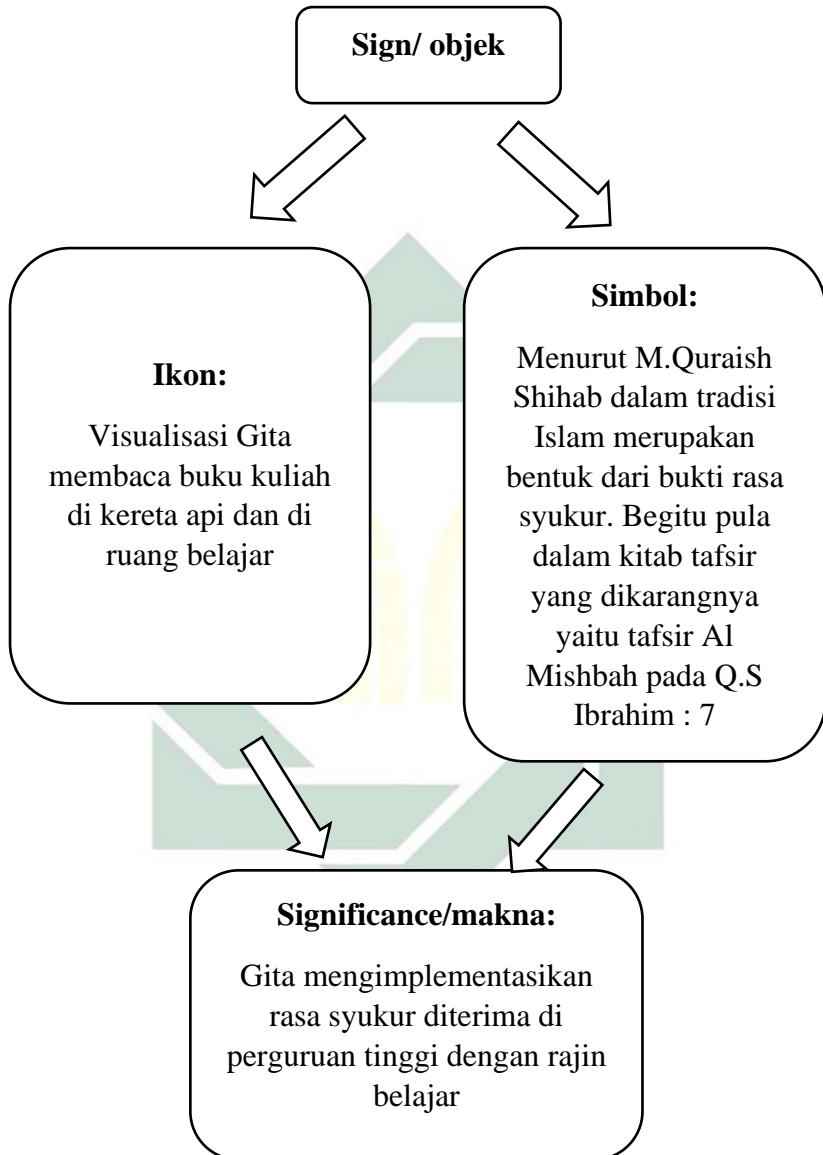 Sign/ objek
Ikon:
Visualisasi Gita
membaca buku kuliah
di kereta api dan di
ruang belajar
Simbol:
Menurut M.Quraish
Shihab dalam tradisi
Islam merupakan
bentuk dari bukti rasa
syukur. Begitu pula
dalam kitab tafsir
yang dikarangnya
yaitu tafsir Al
Mishbah pada Q.S
Ibrahim : 7
Significance/makna:
Gita mengimplementasikan
rasa syukur diterima di
perguruan tinggi dengan rajin
belajar